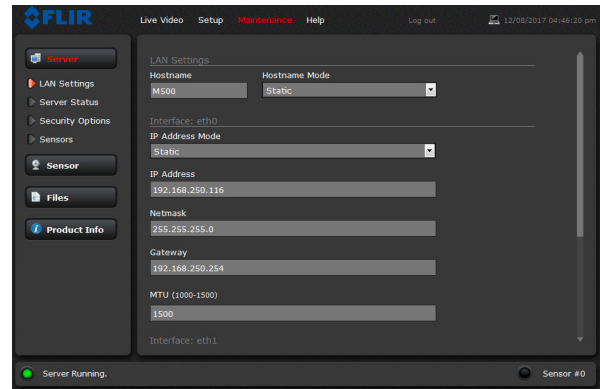 FLIR Live Video Setup Maintenance Help Log out 12/08/2017 04:46:20 pm
Server
LAN Settings
Server Status
Security Options
Sensors
Sensor
Files
Product Info
LAN Settings
Hostname Hostname Mode
M500 Static
Interface: eth0
IP Address Mode
Static
IP Address
192.168.250.116
Netmask
255.255.255.0
Gateway
192.168.250.254
MTU (1000-1500)
1500
Interface: eth1
Server Running. Sensor #0